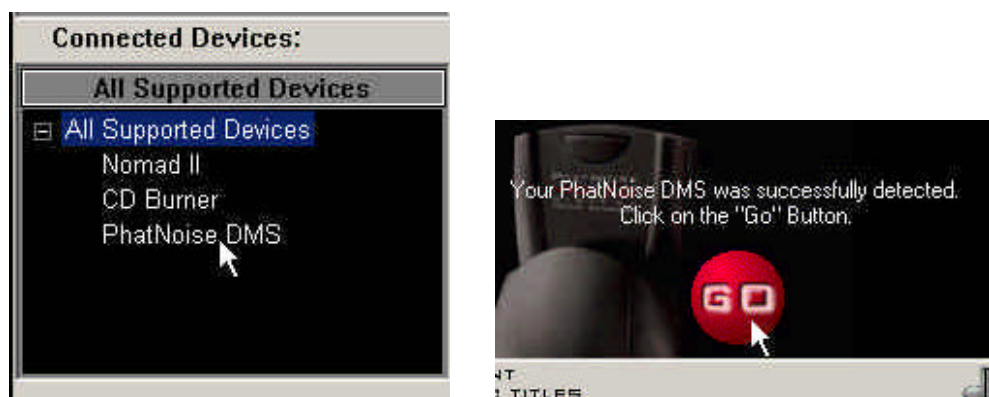 Connected Devices:
All Supported Devices
All Supported Devices
Nomad II
CD Burner
PhatNoise DMS
Your PhatNoise DMS was successfully detected.
Click on the "Go" Button.
GO
TITLES